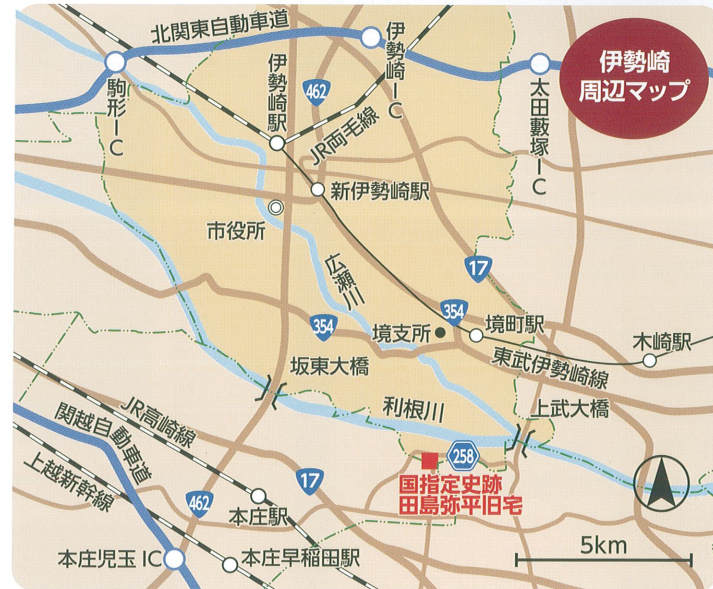 伊勢崎
周辺マップ
北関東自動車道
伊勢崎IC
伊勢崎駅
462
駒形IC
太田藪塚IC
JR両毛線
新伊勢崎駅
市役所
広瀬川
17
354
354
境支所
境町駅
木崎駅
東武伊勢崎線
坂東大橋
利根川
上武大橋
JR高崎線
関越自動車道
上越新幹線
258
国指定史跡
田島弥平旧宅
462
17
本庄駅
本庄児玉IC
本庄早稲田駅
5km